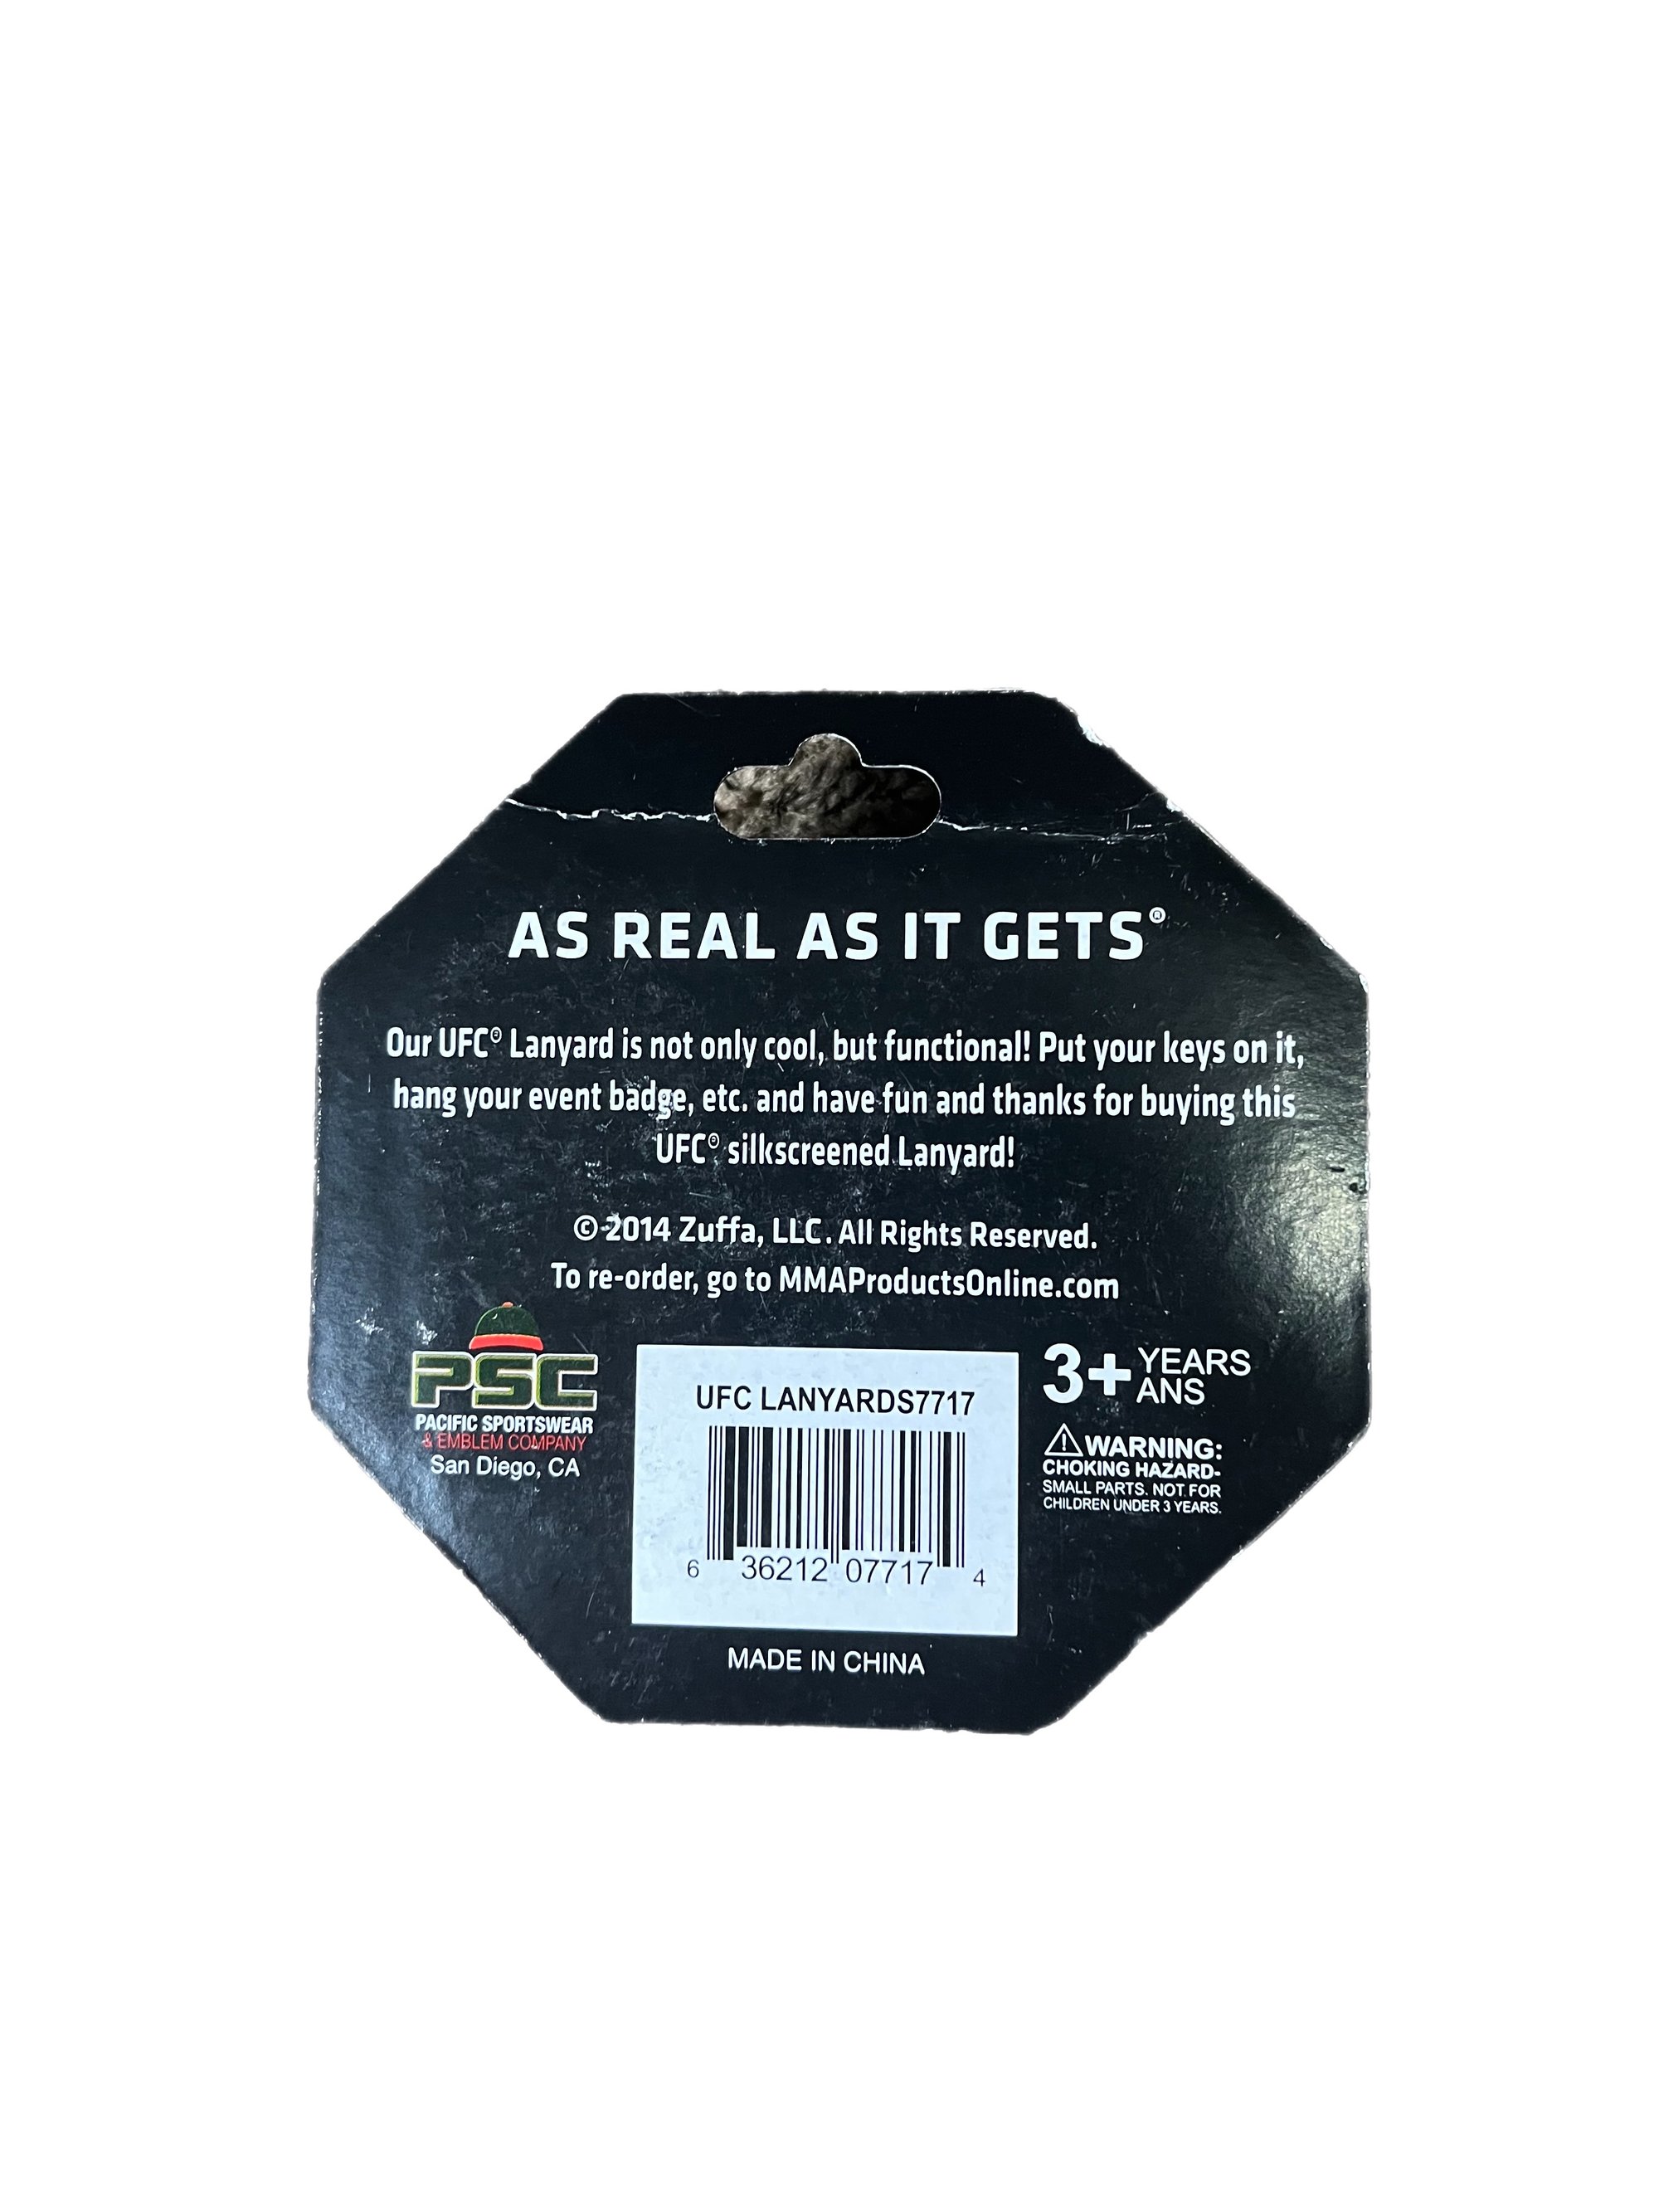 AS REAL AS IT GETS®
Our UFC® Lanyard is not only cool, but functional! Put your keys on it,
hang your event badge, etc. and have fun and thanks for buying this
UFC® silkscreened Lanyard!
© 2014 Zuffa, LLC. All Rights Reserved.
To re-order, go to MMAProductsOnline.com
PSC
PACIFIC SPORTSWEAR
& EMBLEM COMPANY
San Diego, CA
UFC LANYARDS7717
6 36212 07717 4
3+ YEARS
ANS
⚠WARNING:
CHOKING HAZARD-
SMALL PARTS. NOT FOR
CHILDREN UNDER 3 YEARS.
MADE IN CHINA